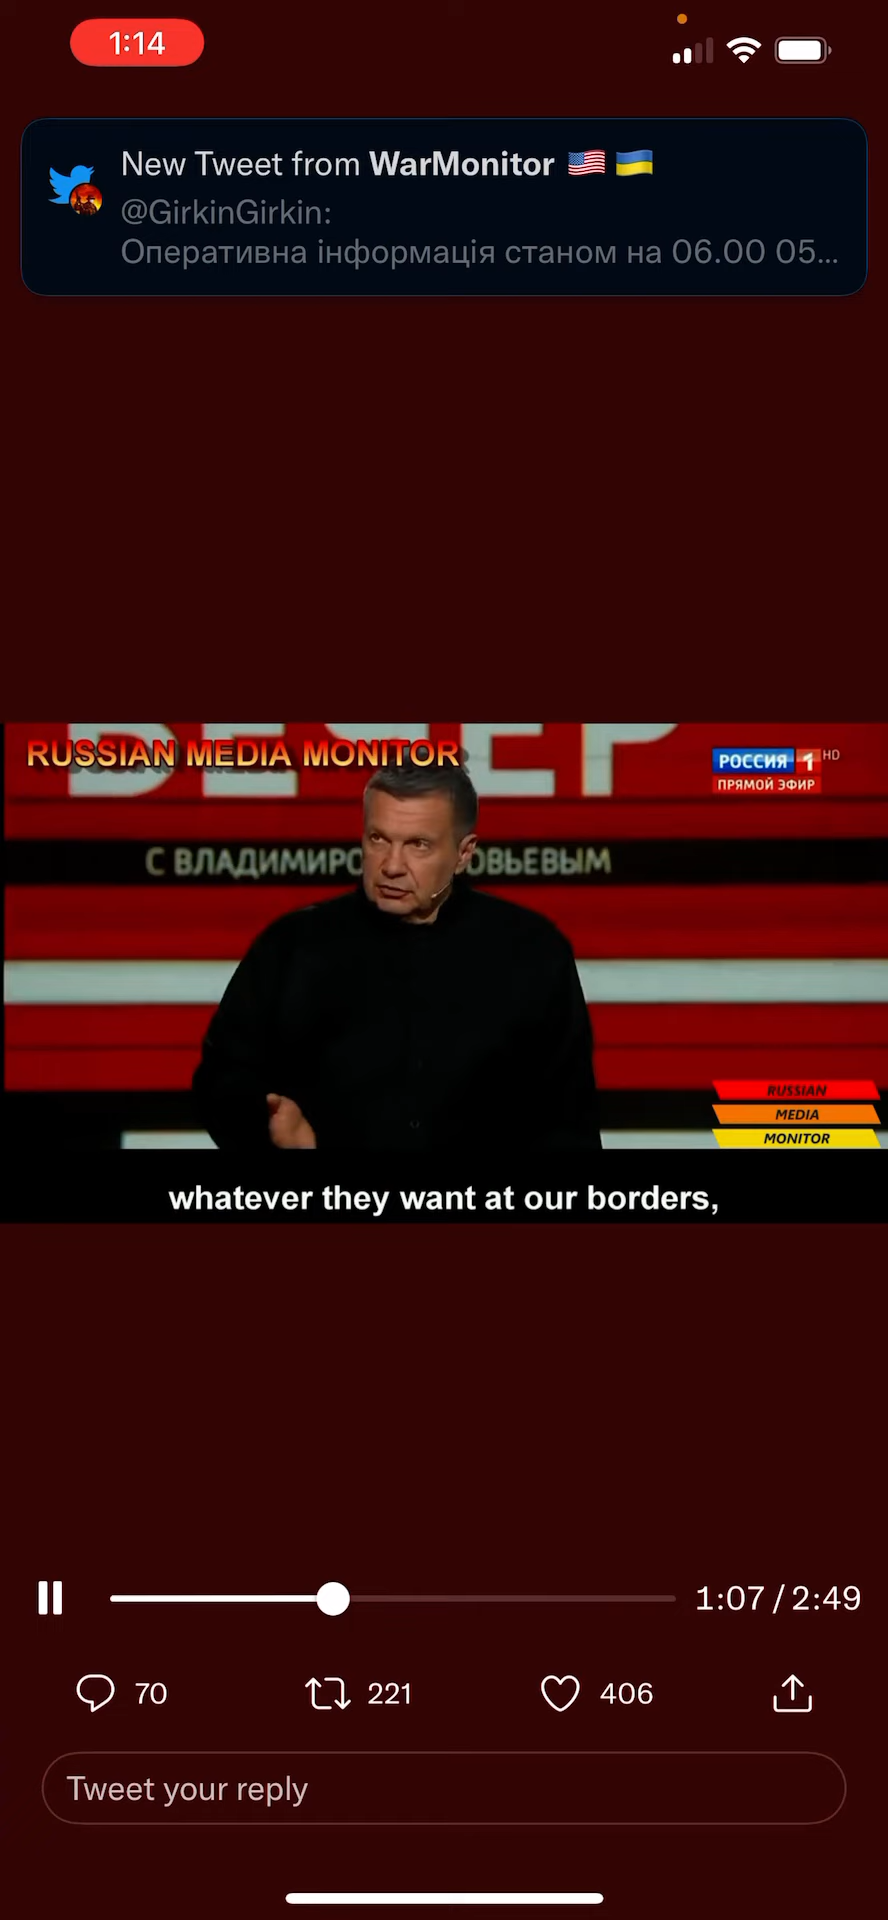 1:14
New Tweet from WarMonitor 🇺🇸 🇺🇦
@GirkinGirkin:
Оперативна інформація станом на 06.00 05...
ВЕЧЕР
RUSSIAN MEDIA MONITOR
РОССИЯ 1 HD
ПРЯМОЙ ЭФИР
С ВЛАДИМИРО ОВЬЕВЫМ
RUSSIAN
MEDIA
MONITOR
whatever they want at our borders,
1:07 / 2:49
70 221 406
Tweet your reply